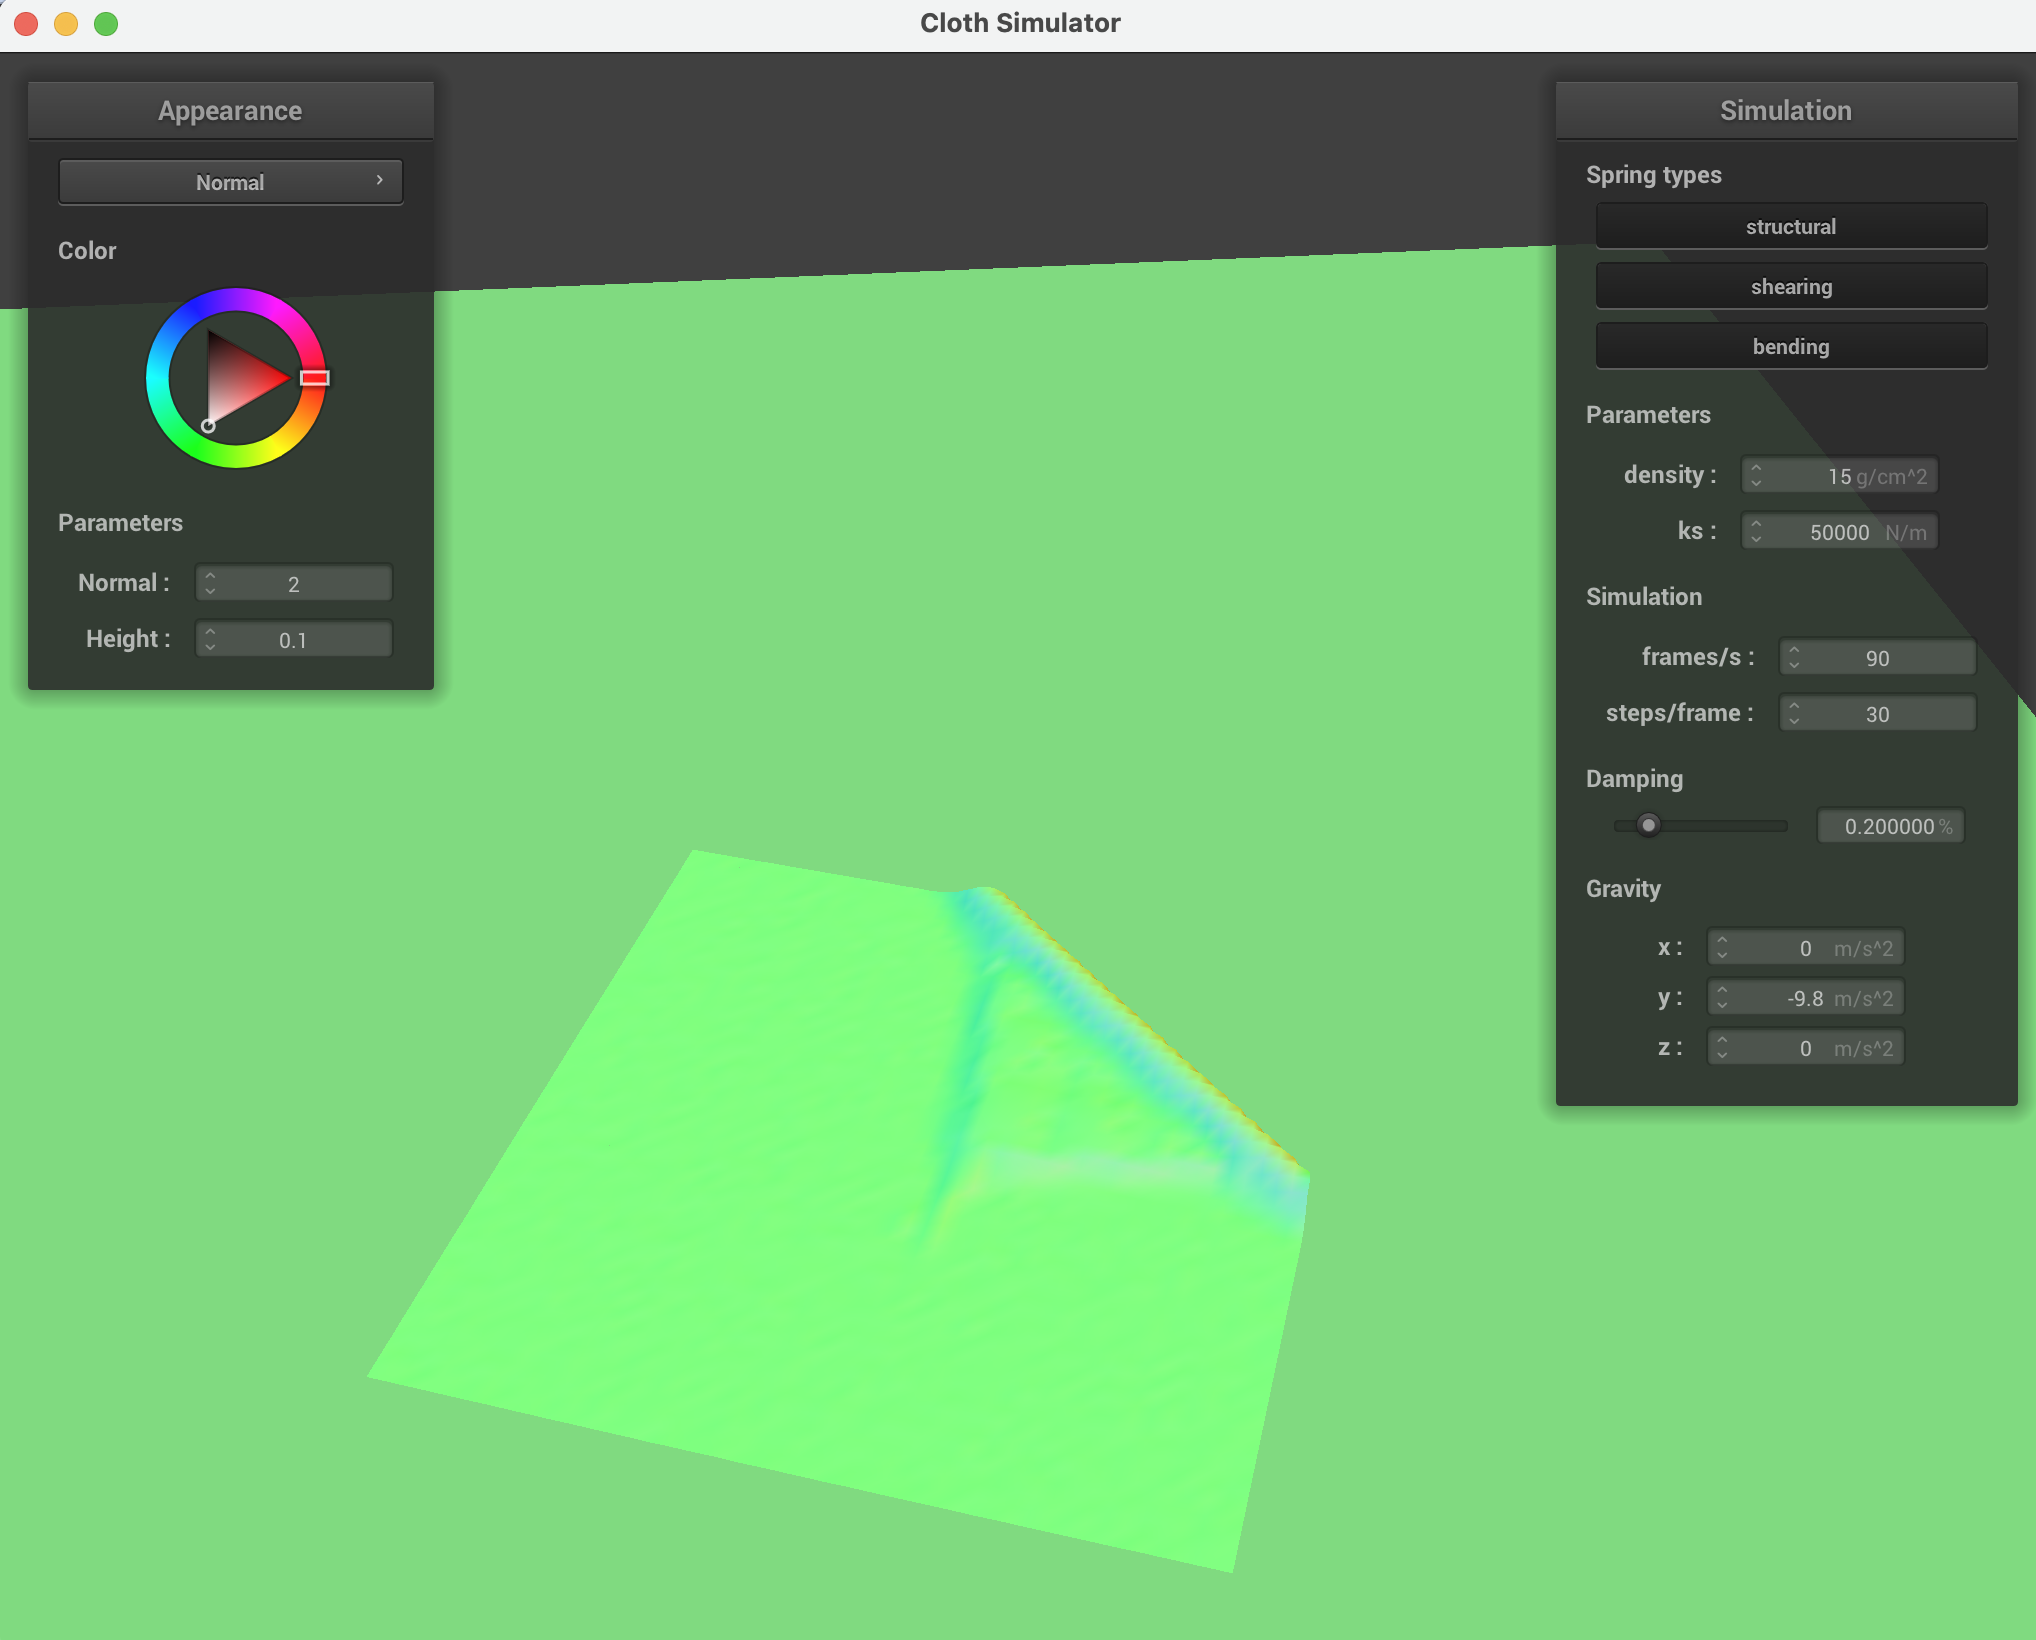 Cloth Simulator
Appearance
Normal
Color
Parameters
Normal : 2
Height : 0.1
Simulation
Spring types
structural
shearing
bending
Parameters
density : 15 g/cm^2
ks : 50000 N/m
Simulation
frames/s : 90
steps/frame : 30
Damping
0.200000 %
Gravity
x : 0 m/s^2
y : -9.8 m/s^2
z : 0 m/s^2